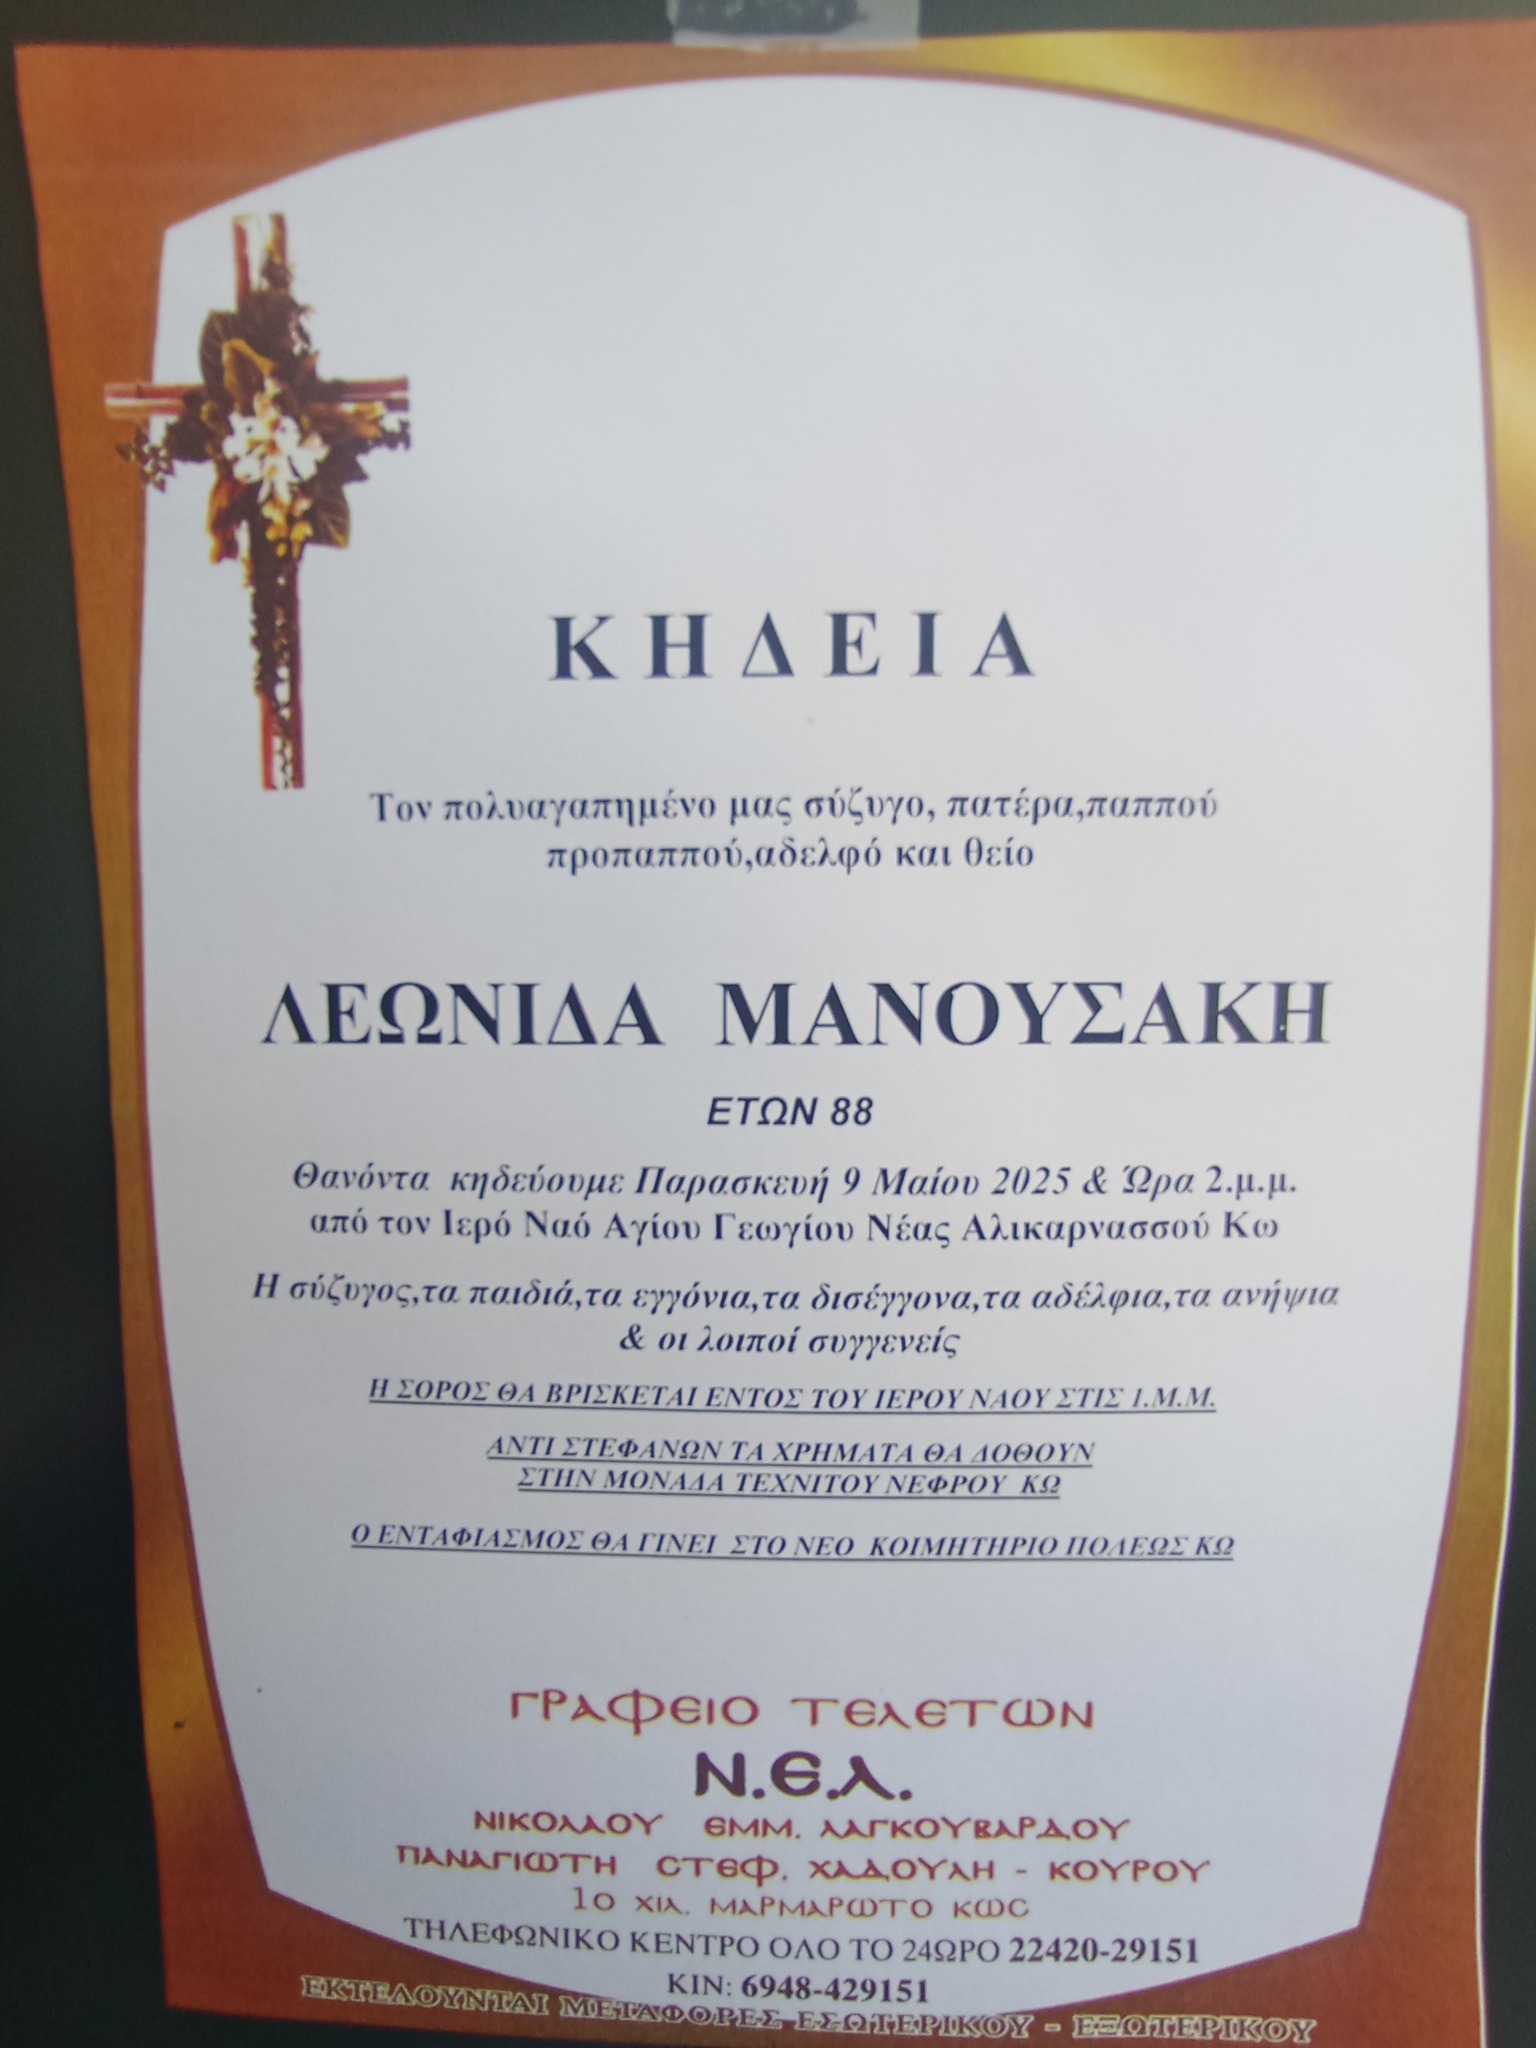 ΚΗΔΕΙΑ
Τον πολυαγαπημένο μας σύζυγο, πατέρα,παππού
προπαππού,αδελφό και θείο
ΛΕΩΝΙΔΑ ΜΑΝΟΥΣΑΚΗ
ΕΤΩΝ 88
Θανόντα κηδεύουμε Παρασκευή 9 Μαίου 2025 & Ώρα 2.μ.μ.
από τον Ιερό Ναό Αγίου Γεωγίου Νέας Αλικαρνασσού Κω
Η σύζυγος,τα παιδιά,τα εγγόνια,τα δισέγγονα,τα αδέλφια,τα ανήψια
& οι λοιποί συγγενείς
Η ΣΟΡΟΣ ΘΑ ΒΡΙΣΚΕΤΑΙ ΕΝΤΟΣ ΤΟΥ ΙΕΡΟΥ ΝΑΟΥ ΣΤΙΣ 1.Μ.Μ.
ΑΝΤΙ ΣΤΕΦΑΝΩΝ ΤΑ ΧΡΗΜΑΤΑ ΘΑ ΔΟΘΟΥΝ
ΣΤΗΝ ΜΟΝΑΔΑ ΤΕΧΝΙΤΟΥ ΝΕΦΡΟΥ ΚΩ
Ο ΕΝΤΑΦΙΑΣΜΟΣ ΘΑ ΓΙΝΕΙ ΣΤΟ ΝΕΟ ΚΟΙΜΗΤΗΡΙΟ ΠΟΛΕΩΣ ΚΩ
ΓΡΑΦΕΙΟ ΤΕΛΕΤΩΝ
Ν.Ε.Λ.
ΝΙΚΟΛΑΟΥ ΕΜΜ. ΛΑΓΚΟΥΒΑΡΔΟΥ
ΠΑΝΑΓΙΩΤΗ ΣΤΕΦ. ΧΑΔΟΥΛΗ - ΚΟΥΡΟΥ
1ο ΧΙΛ. ΜΑΡΜΑΡΩΤΟ ΚΩΣ
ΤΗΛΕΦΩΝΙΚΟ ΚΕΝΤΡΟ ΟΛΟ ΤΟ 24ΩΡΟ 22420-29151
ΚΙΝ: 6948-429151
ΕΚΤΕΛΟΥΝΤΑΙ ΜΕΤΑΦΟΡΕΣ ΕΣΩΤΕΡΙΚΟΥ - ΕΞΩΤΕΡΙΚΟΥ